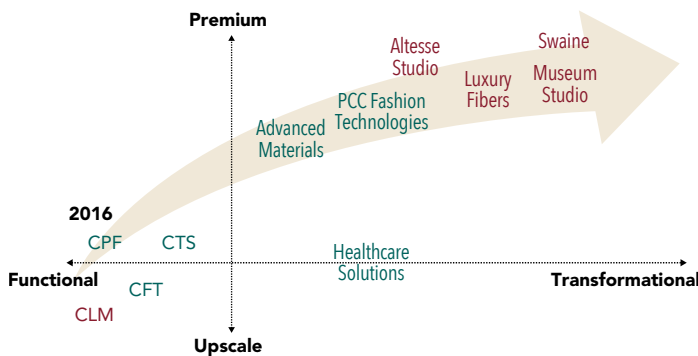 Premium
Altesse
Studio
Swaine
Luxury
Fibers
Museum
Studio
PCC Fashion
Technologies
Advanced
Materials
2016
CPF
CTS
Healthcare
Solutions
Functional
Transformational
CFT
CLM
Upscale